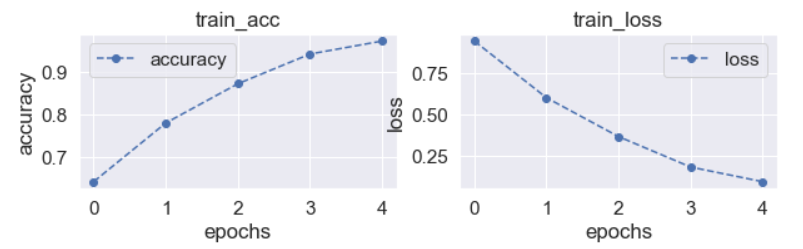 train_acc
accuracy
0.9
0.8
0.7
accuracy
0 1 2 3 4
epochs
train_loss
loss
0.75
0.50
0.25
loss
0 1 2 3 4
epochs